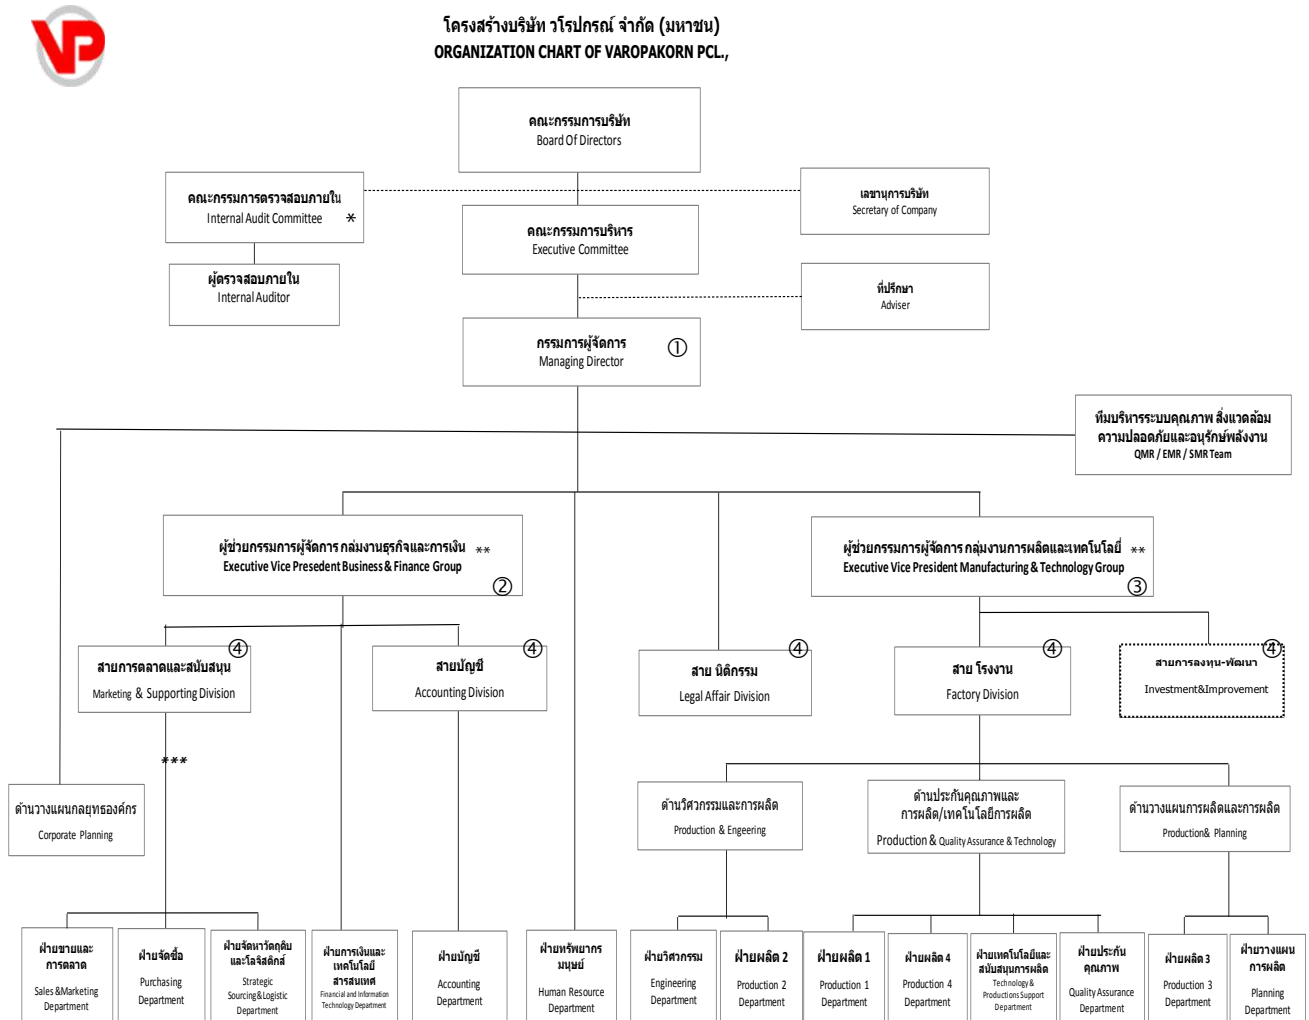 VP
โครงสร้างบริษัท วโรปกรณ์ จำกัด (มหาชน)
ORGANIZATION CHART OF VAROPAKORN PCL.,
คณะกรรมการบริษัท
Board Of Directors
คณะกรรมการตรวจสอบภายใน
Internal Audit Committee *
เลขานุการบริษัท
Secretary of Company
คณะกรรมการบริหาร
Executive Committee
ผู้ตรวจสอบภายใน
Internal Auditor
ที่ปรึกษา
Adviser
กรรมการผู้จัดการ
Managing Director
①
ทีมบริหารระบบคุณภาพ สิ่งแวดล้อม
ความปลอดภัยและอนุรักษ์พลังงาน
QMR / EMR / SMR Team
ผู้ช่วยกรรมการผู้จัดการ กลุ่มงานธุรกิจและการเงิน **
Executive Vice Presedent Business & Finance Group
②
ผู้ช่วยกรรมการผู้จัดการ กลุ่มงานการผลิตและเทคโนโลยี่ **
Executive Vice President Manufacturing & Technology Group
③
④
สายการตลาดและสนับสนุน
Marketing & Supporting Division
④
สายบัญชี
Accounting Division
④
สาย นิติกรรม
Legal Affair Division
④
สาย โรงงาน
Factory Division
④
สายการลงทุน-พัฒนา
Investment&Improvement
***
ด้านวางแผนกลยุทธองค์กร
Corporate Planning
ด้านวิศวกรรมและการผลิต
Production & Engeering
ด้านประกันคุณภาพและ
การผลิต/เทคโนโลยีการผลิต
Production & Quality Assurance & Technology
ด้านวางแผนการผลิตและการผลิต
Production& Planning
ฝ่ายขายและ
การตลาด
Sales &Marketing
Department
ฝ่ายจัดซื้อ
Purchasing
Department
ฝ่ายจัดหาวัตถุดิบ
และโลจิสติกส์
Strategic
Sourcing&Logistic
Department
ฝ่ายการเงินและ
เทคโนโลยี
สารสนเทศ
Financial and Information
Technology Department
ฝ่ายบัญชี
Accounting
Department
ฝ่ายทรัพยากร
มนุษย์
Human Resource
Department
ฝ่ายวิศวกรรม
Engineering
Department
ฝ่ายผลิต 2
Production 2
Department
ฝ่ายผลิต 1
Production 1
Department
ฝ่ายผลิต 4
Production 4
Department
ฝ่ายเทคโนโลยีและ
สนับสนุนการผลิต
Technology &
Productions Support
Department
ฝ่ายประกัน
คุณภาพ
Quality Assurance
Department
ฝ่ายผลิต 3
Production 3
Department
ฝ่ายวางแผน
การผลิต
Planning
Department